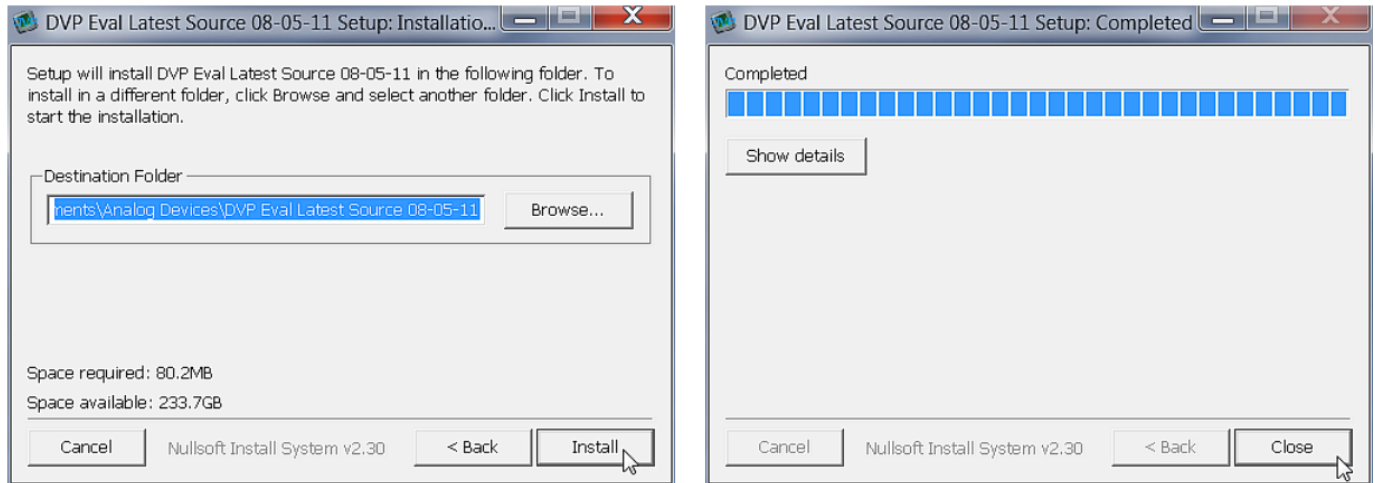 DVP Eval Latest Source 08-05-11 Setup: Installatio...
Setup will install DVP Eval Latest Source 08-05-11 in the following folder. To
install in a different folder, click Browse and select another folder. Click Install to
start the installation.
Destination Folder
ments\Analog Devices\DVP Eval Latest Source 08-05-11
Browse...
Space required: 80.2MB
Space available: 233.7GB
Cancel
Nullsoft Install System v2.30
< Back
Install
DVP Eval Latest Source 08-05-11 Setup: Completed
Completed
Show details
Cancel
Nullsoft Install System v2.30
< Back
Close